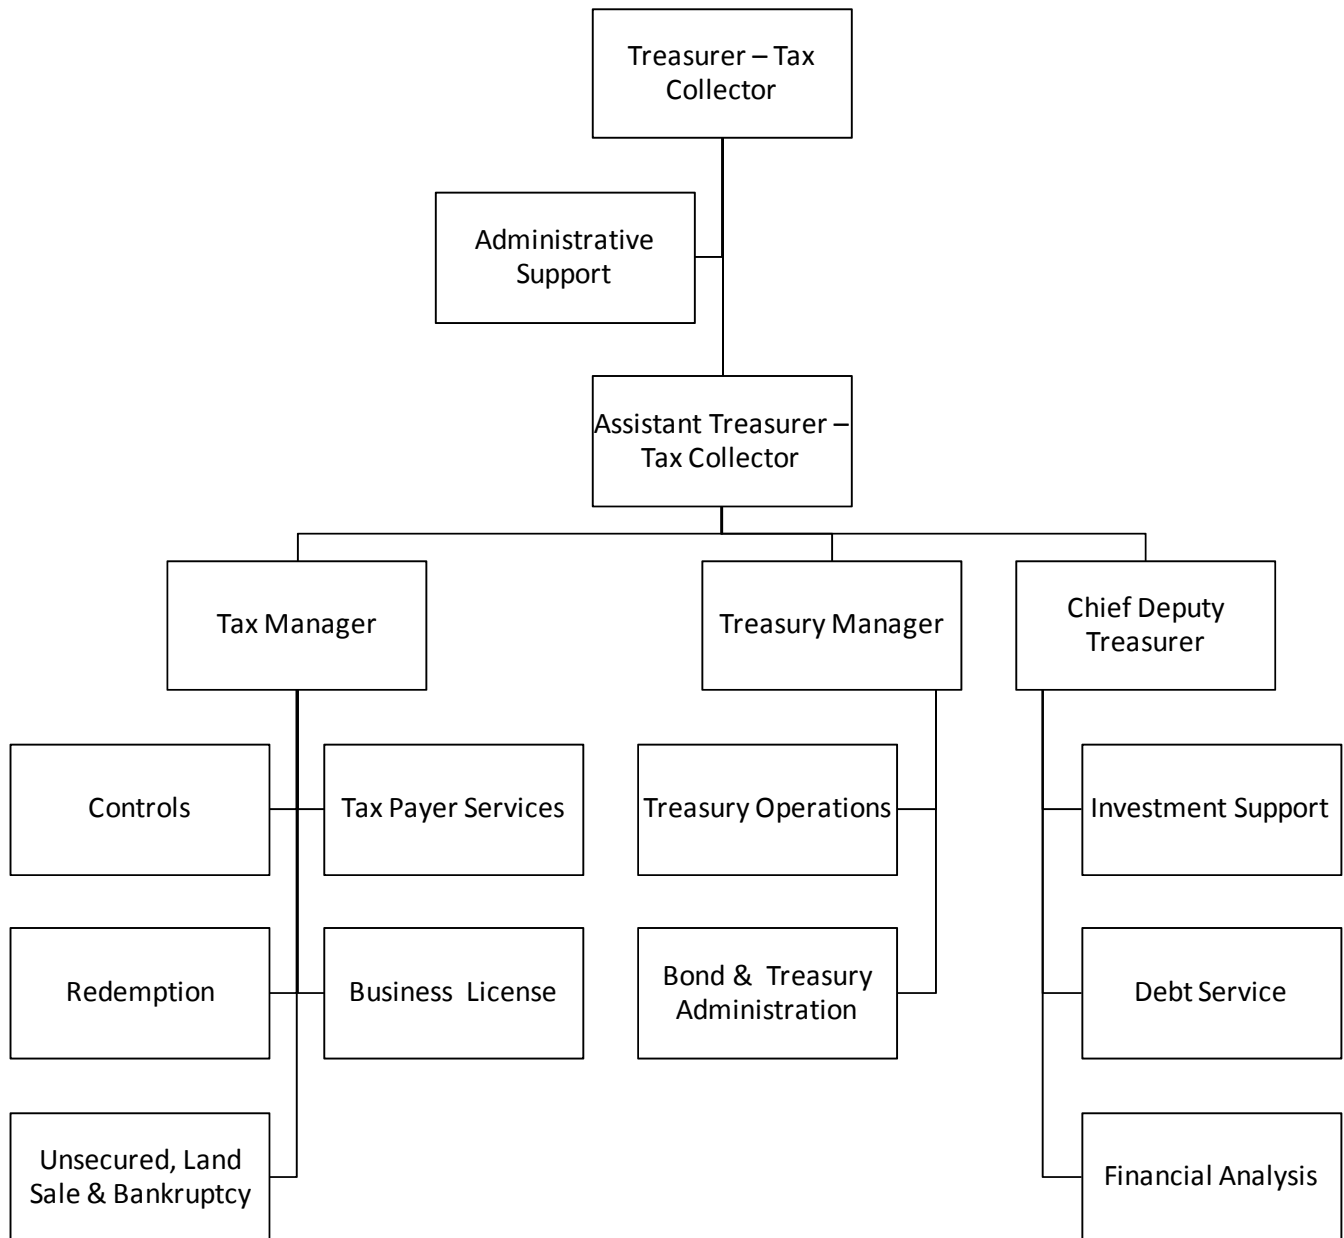 Treasurer – Tax
Collector
Administrative
Support
Assistant Treasurer –
Tax Collector
Tax Manager
Treasury Manager
Chief Deputy
Treasurer
Controls
Tax Payer Services
Treasury Operations
Investment Support
Redemption
Business  License
Bond &  Treasury
Administration
Debt Service
Unsecured, Land
Sale & Bankruptcy
Financial Analysis